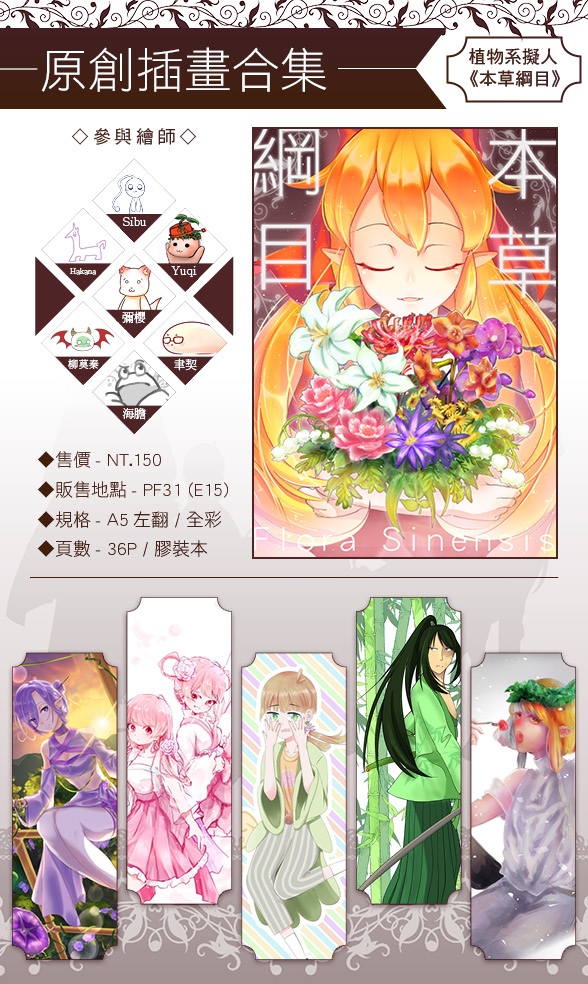 原創插畫合集
植物系擬人
《本草綱目》
◇參與繪師◇
Sibu
Hakana
Yuqi
彌櫻
柳莫秦
聿契
海膽
◆售價 - NT.150
◆販售地點 - PF31 (E15)
◆規格 - A5 左翻 / 全彩
◆頁數 - 36P / 膠裝本
本草
綱目
Flora Sinensis